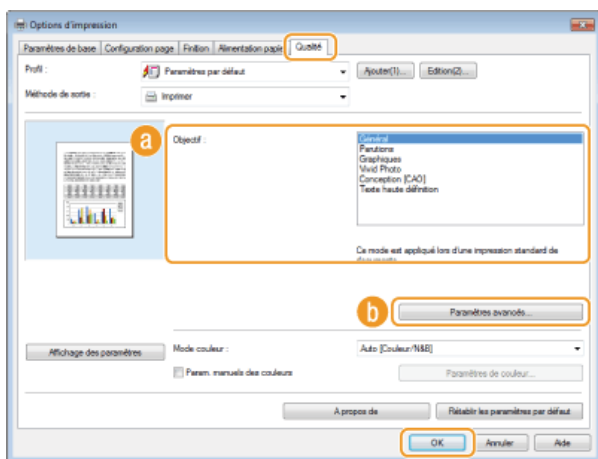 Options d'impression
Paramètres de base Configuration page Finition Alimentation papier Qualité
Profil : Paramètres par défaut Ajouter(1)... Edition(2)...
Méthode de sortie : Imprimer
a Objectif : Général
Parutions
Graphiques
Vivid Photo
Conception [CAO]
Texte haute définition
Ce mode est appliqué lors d'une impression standard de
documents
b Paramètres avancés...
Affichage des paramètres Mode couleur : Auto [Couleur/N&B]
Param. manuels des couleurs Paramètres de couleur...
A propos de Rétablir les paramètres par défaut
OK Annuler Aide